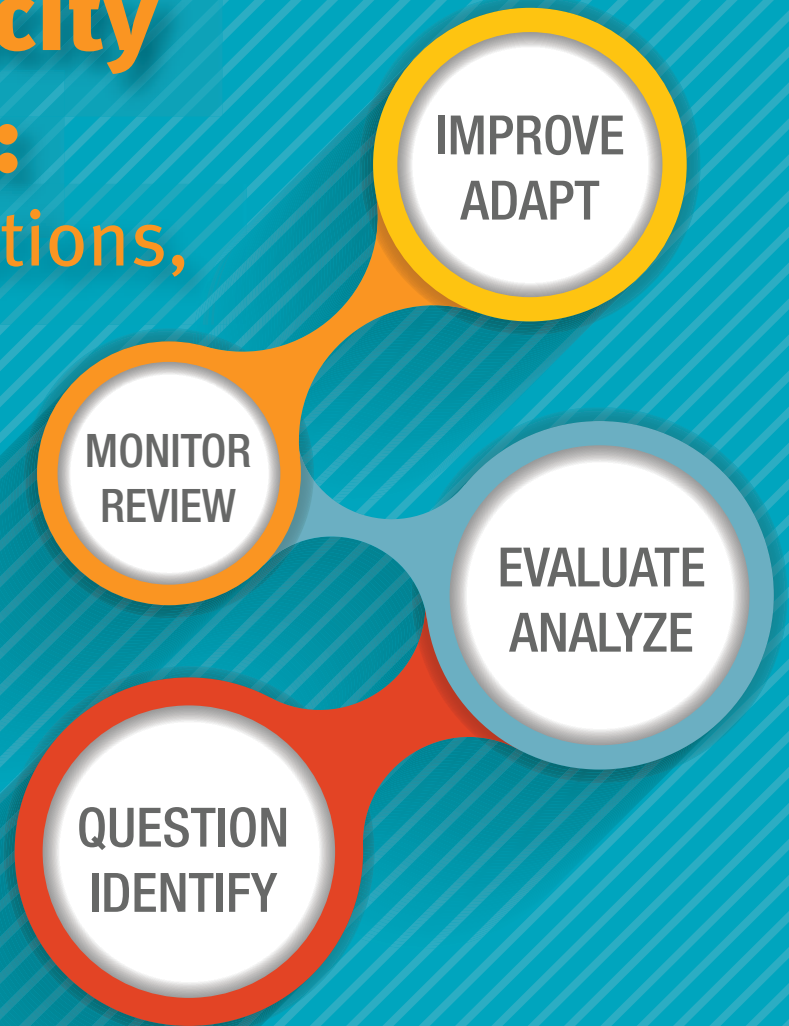 city
:
tions,
IMPROVE
ADAPT
MONITOR
REVIEW
EVALUATE
ANALYZE
QUESTION
IDENTIFY